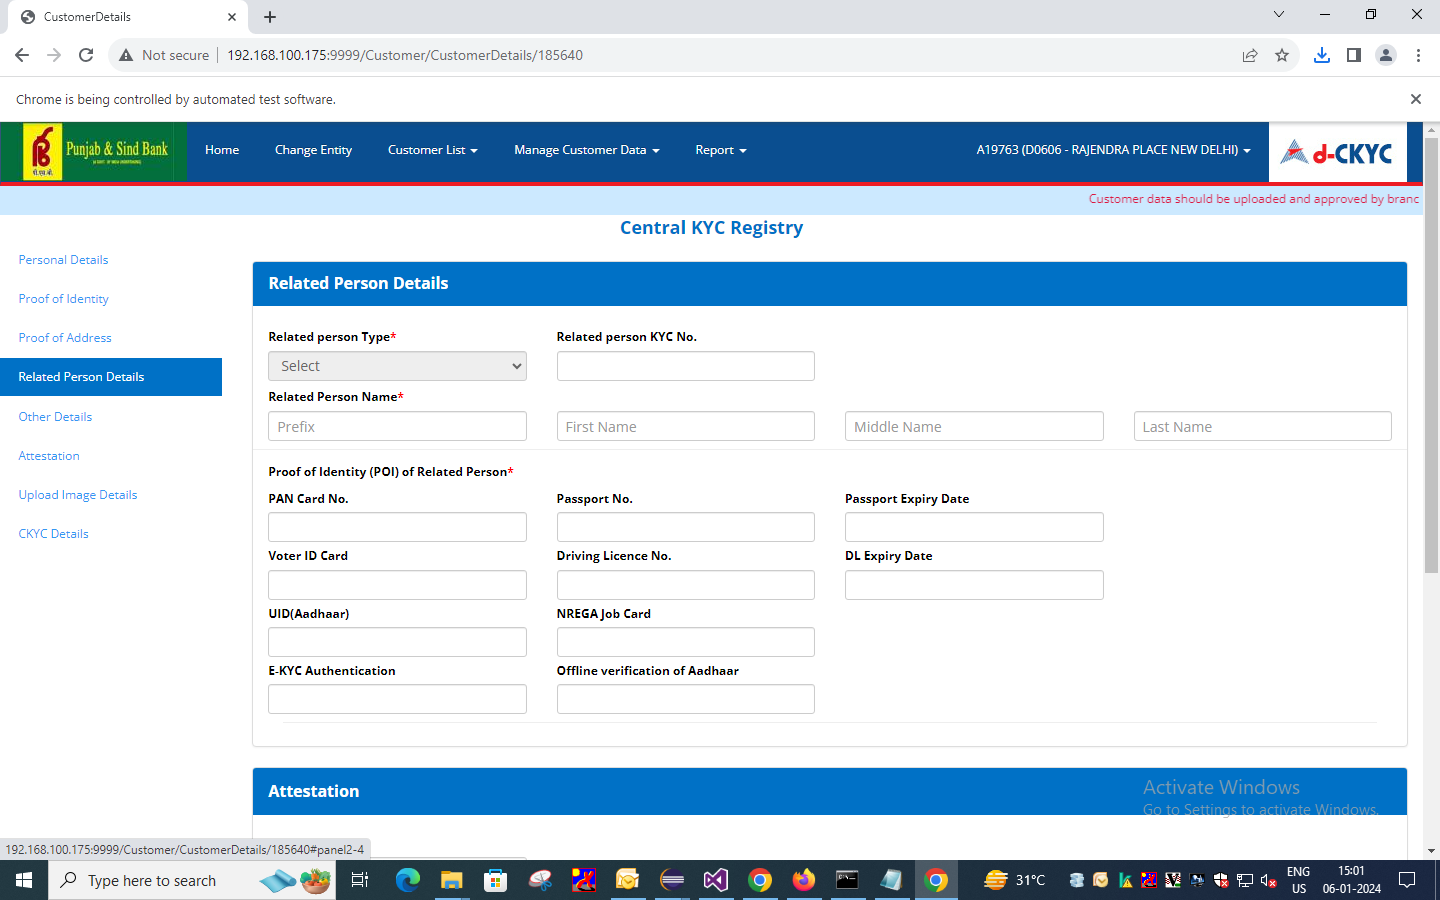 CustomerDetails
Not secure
192.168.100.175:9999/Customer/CustomerDetails/185640
Chrome is being controlled by automated test software.
पी.एस.बी.
Punjab & Sind Bank
Home
Change Entity
Customer List
Manage Customer Data
Report
A19763 (D0606 - RAJENDRA PLACE NEW DELHI)
d-CKYC
Customer data should be uploaded and approved by branc
Central KYC Registry
Personal Details
Proof of Identity
Proof of Address
Related Person Details
Other Details
Attestation
Upload Image Details
CKYC Details
Related Person Details
Related person Type*
Related person KYC No.
Select
Related Person Name*
Prefix
First Name
Middle Name
Last Name
Proof of Identity (POI) of Related Person*
PAN Card No.
Passport No.
Passport Expiry Date
Voter ID Card
Driving Licence No.
DL Expiry Date
UID(Aadhaar)
NREGA Job Card
E-KYC Authentication
Offline verification of Aadhaar
Attestation
Activate Windows
Go to Settings to activate Windows.
192.168.100.175:9999/Customer/CustomerDetails/185640#panel2-4
Type here to search
31°C
ENG
US
15:01
06-01-2024